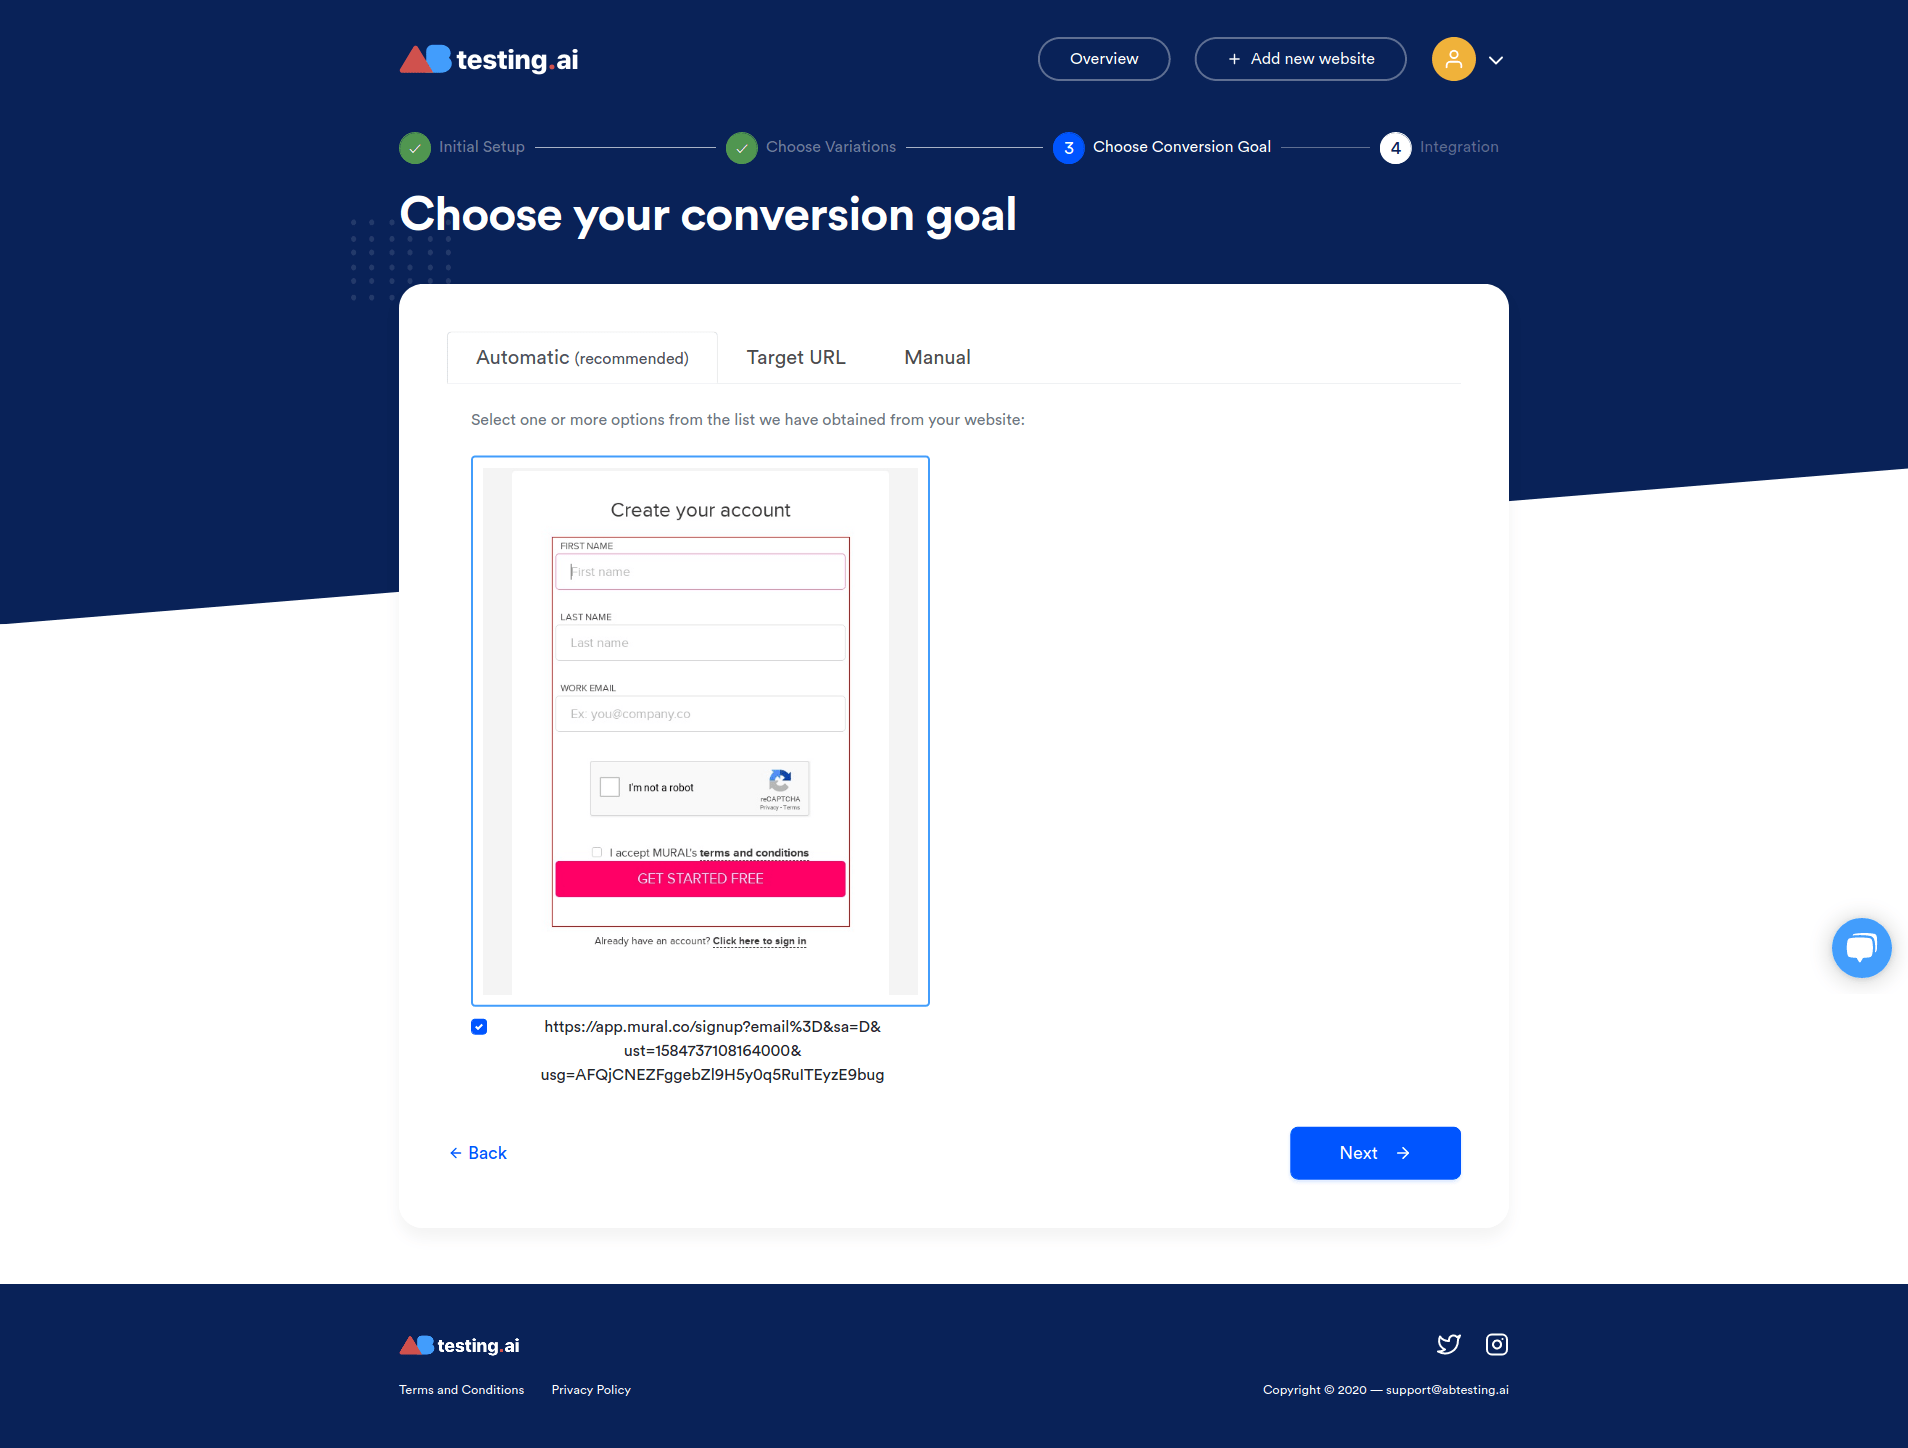 AB testing.ai
Overview
+ Add new website
Initial Setup
Choose Variations
3 Choose Conversion Goal
4 Integration
Choose your conversion goal
Automatic (recommended)
Target URL
Manual
Select one or more options from the list we have obtained from your website:
Create your account
FIRST NAME
First name
LAST NAME
Last name
WORK EMAIL
Ex: you@company.co
I'm not a robot
reCAPTCHA
Privacy - Terms
I accept MURAL's terms and conditions
GET STARTED FREE
Already have an account? Click here to sign in
https://app.mural.co/signup?email%3D&sa=D&
ust=1584737108164000&
usg=AFQjCNEZFggebZl9H5y0q5RuITEyzE9bug
← Back
Next →
AB testing.ai
Terms and Conditions
Privacy Policy
Copyright © 2020 — support@abtesting.ai